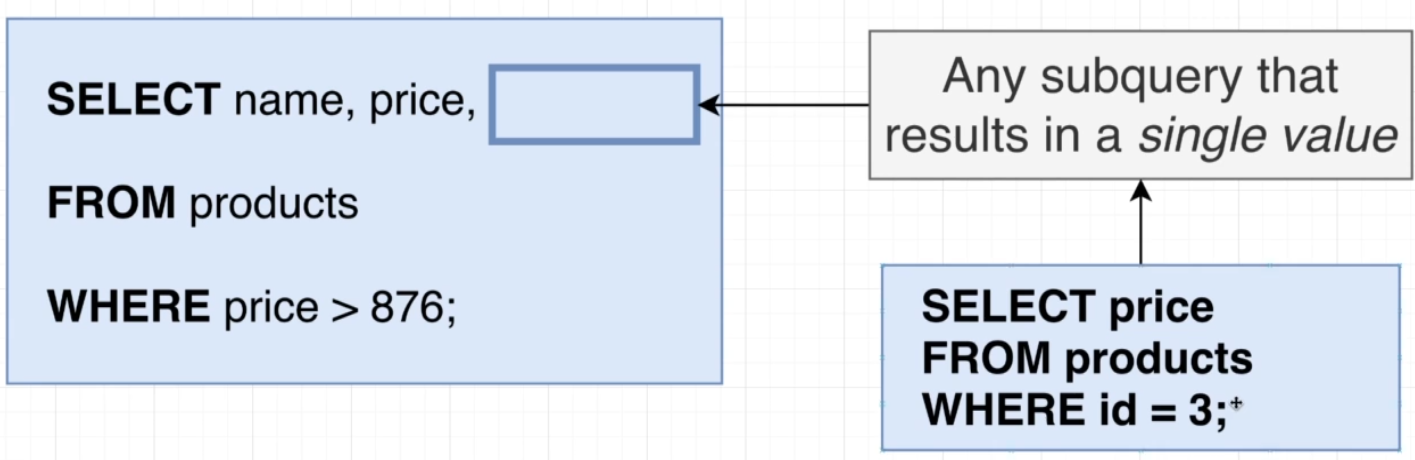 SELECT name, price,
FROM products
WHERE price > 876;
Any subquery that
results in a single value
SELECT price
FROM products
WHERE id = 3;